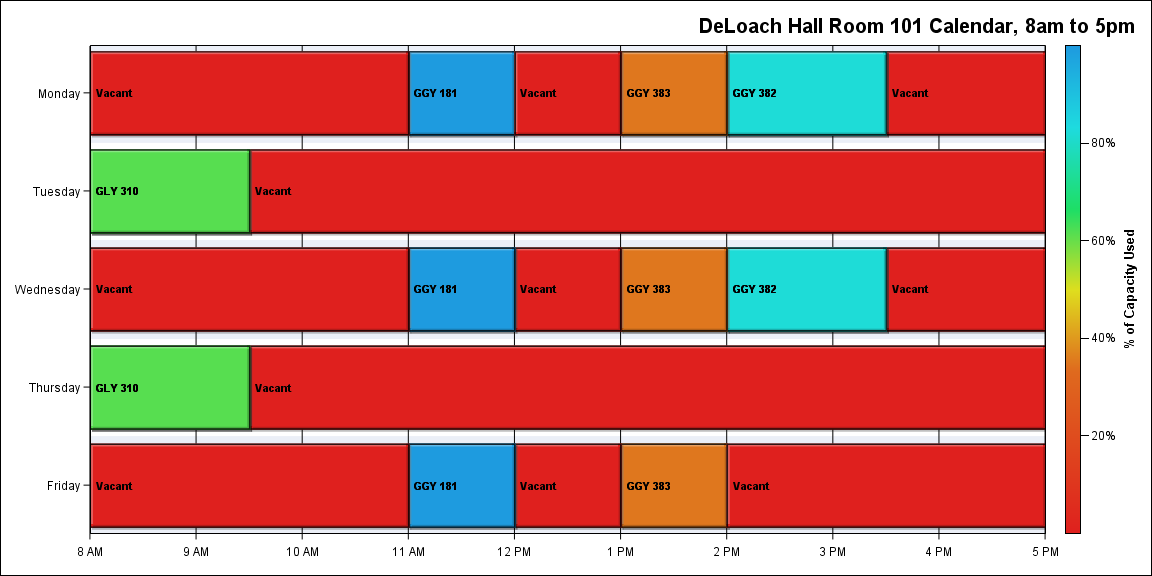 DeLoach Hall Room 101 Calendar, 8am to 5pm
Monday Vacant GGY 181 Vacant GGY 383 GGY 382 Vacant
Tuesday GLY 310 Vacant
Wednesday Vacant GGY 181 Vacant GGY 383 GGY 382 Vacant
Thursday GLY 310 Vacant
Friday Vacant GGY 181 Vacant GGY 383 Vacant
8 AM 9 AM 10 AM 11 AM 12 PM 1 PM 2 PM 3 PM 4 PM 5 PM
80%
60%
40%
20%
% of Capacity Used